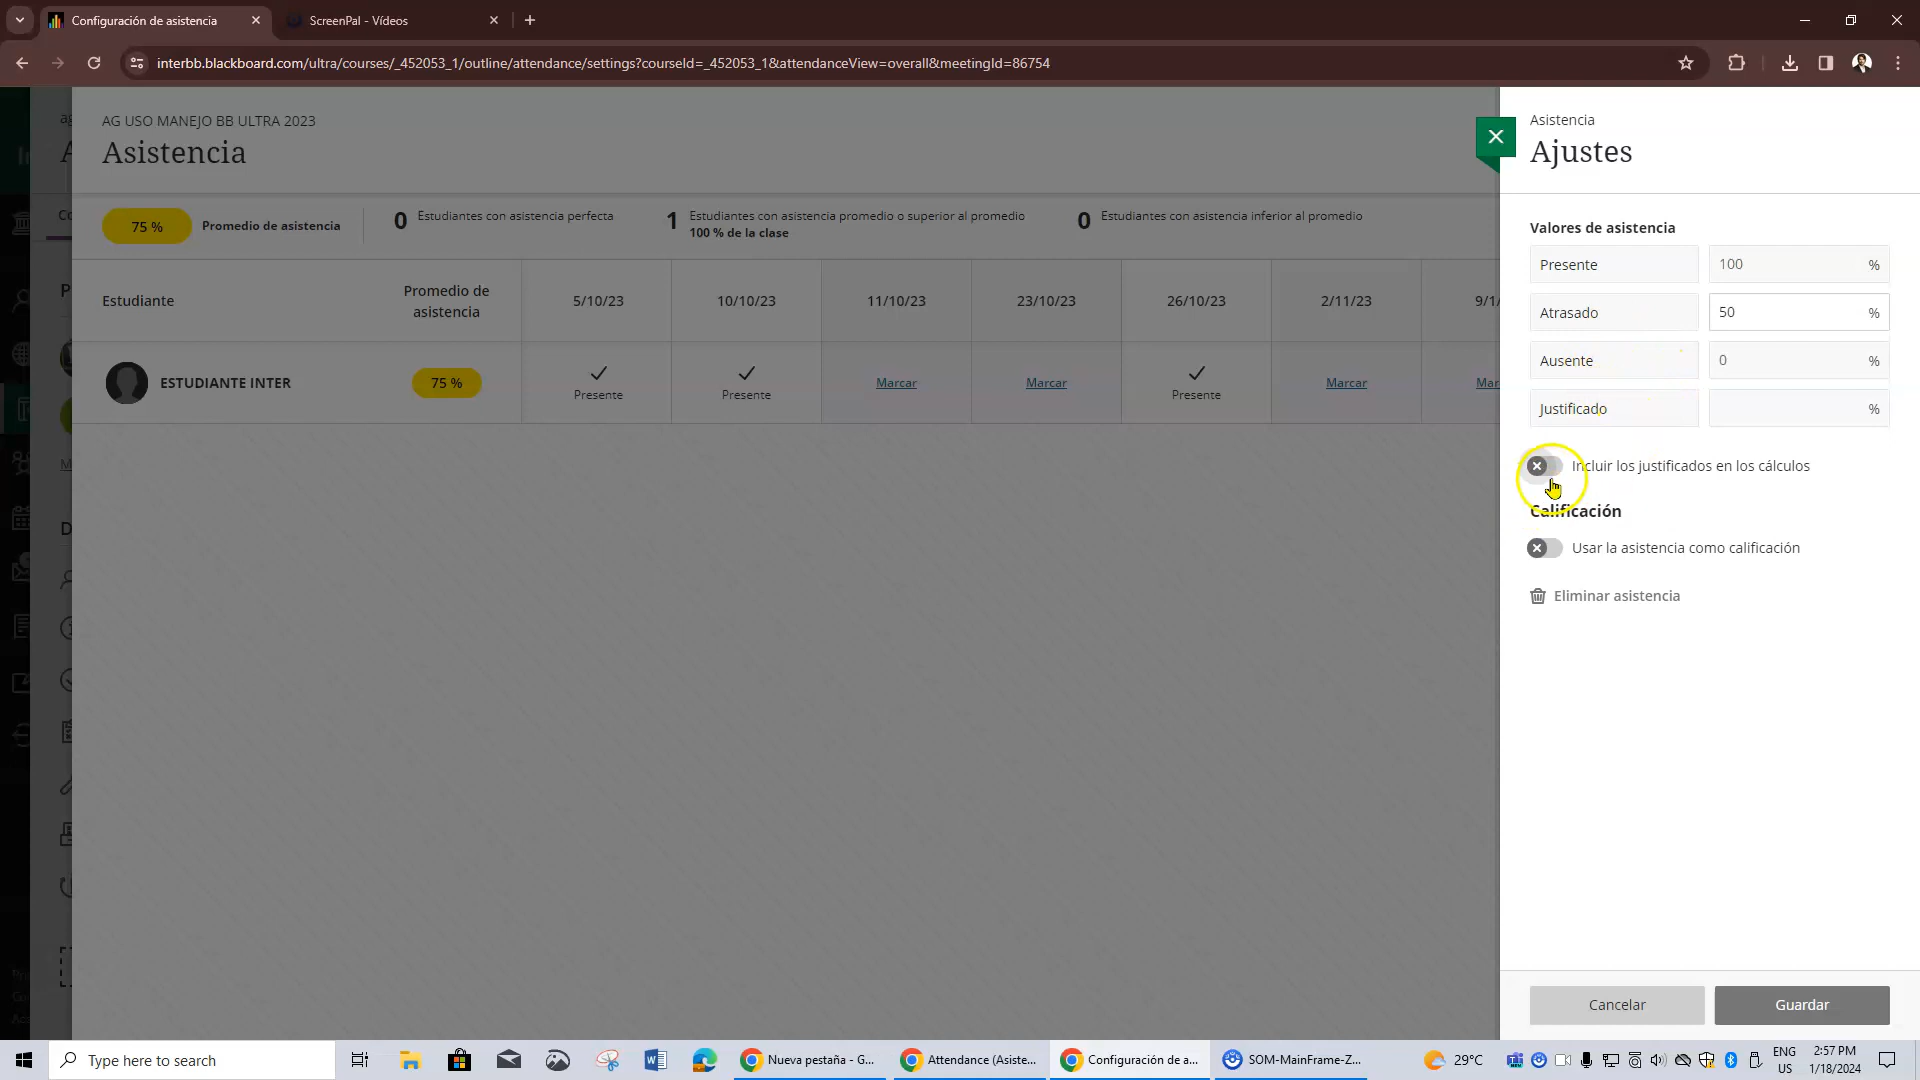 Configuración de asistencia
ScreenPal - Vídeos
interbb.blackboard.com/ultra/courses/_452053_1/outline/attendance/settings?courseId=_452053_1&attendanceView=overall&meetingId=86754
AG USO MANEJO BB ULTRA 2023
Asistencia
75 %
Promedio de asistencia
0
Estudiantes con asistencia perfecta
1
Estudiantes con asistencia promedio o superior al promedio
100 % de la clase
0
Estudiantes con asistencia inferior al promedio
Estudiante
Promedio de
asistencia
5/10/23
10/10/23
11/10/23
23/10/23
26/10/23
2/11/23
9/1/
ESTUDIANTE INTER
75 %
Presente
Presente
Marcar
Marcar
Presente
Marcar
Mar
Asistencia
Ajustes
Valores de asistencia
Presente
100
%
Atrasado
50
%
Ausente
0
%
Justificado
%
Incluir los justificados en los cálculos
Calificación
Usar la asistencia como calificación
Eliminar asistencia
Cancelar
Guardar
Type here to search
Nueva pestaña - G...
Attendance (Asiste...
Configuración de a...
SOM-MainFrame-Z...
29°C
ENG
US
2:57 PM
1/18/2024